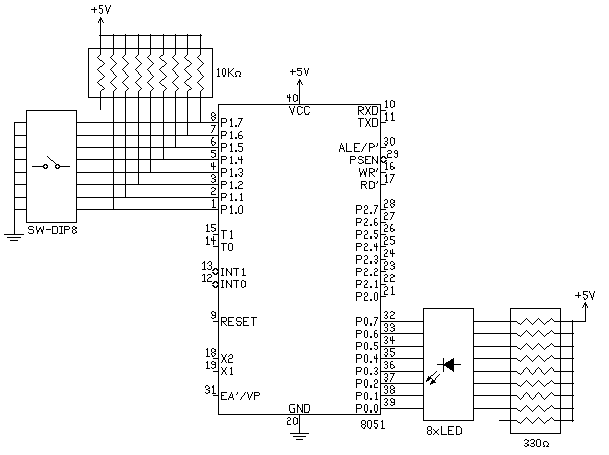 +5V
10KΩ
+5V
40
VCC
8 P1.7
7 P1.6
6 P1.5
5 P1.4
4 P1.3
3 P1.2
2 P1.1
1 P1.0
SW-DIP8
15 T1
14 T0
13 INT1
12 INT0
9 RESET
18 X2
19 X1
31 EA'/VP
RXD 10
TXD 11
ALE/P' 30
PSEN 29
WR' 16
RD' 17
P2.7 28
P2.6 27
P2.5 26
P2.4 25
P2.3 24
P2.2 23
P2.1 22
P2.0 21
+5V
P0.7 32
P0.6 33
P0.5 34
P0.4 35
P0.3 36
P0.2 37
P0.1 38
P0.0 39
GND
20
8051
8xLED
330Ω